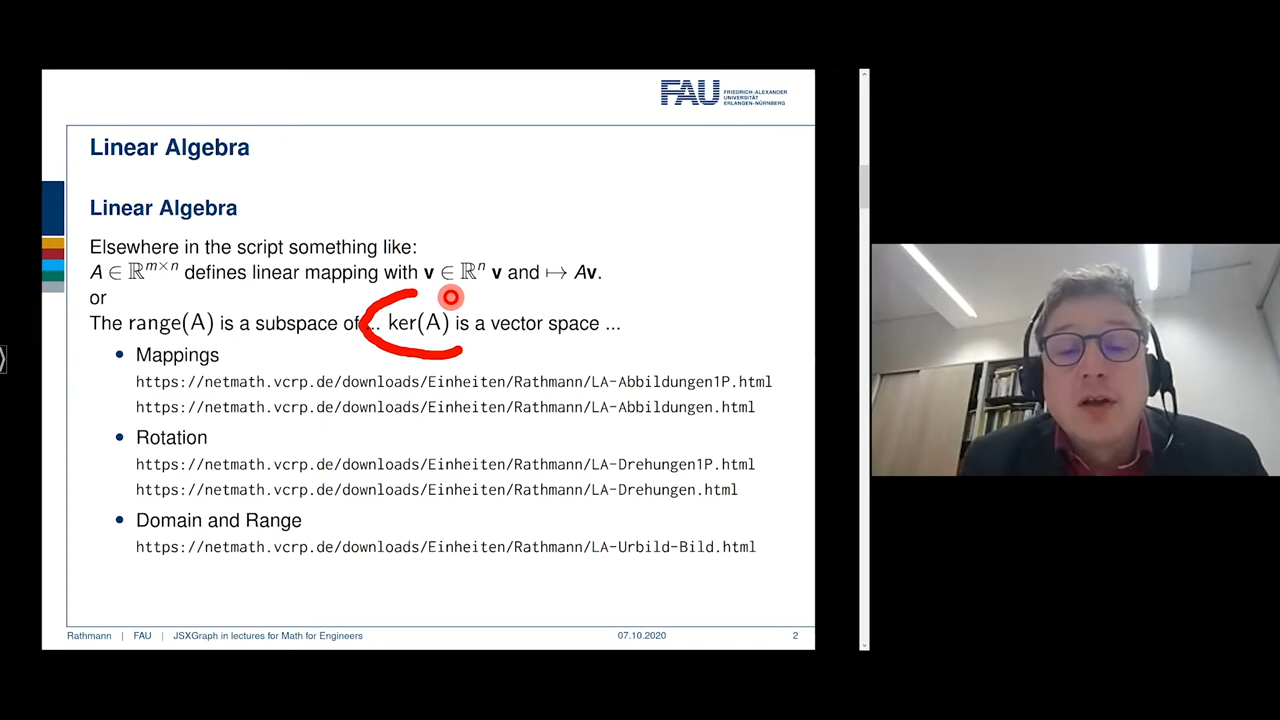 FAU FRIEDRICH-ALEXANDER
UNIVERSITÄT
ERLANGEN-NÜRNBERG
Linear Algebra
Linear Algebra
Elsewhere in the script something like:
A ∈ ℝ^{m×n} defines linear mapping with v ∈ ℝ^n v and ↦ Av.
or
The range(A) is a subspace of ... ker(A) is a vector space ...
• Mappings
https://netmath.vcrp.de/downloads/Einheiten/Rathmann/LA-Abbildungen1P.html
https://netmath.vcrp.de/downloads/Einheiten/Rathmann/LA-Abbildungen.html
• Rotation
https://netmath.vcrp.de/downloads/Einheiten/Rathmann/LA-Drehungen1P.html
https://netmath.vcrp.de/downloads/Einheiten/Rathmann/LA-Drehungen.html
• Domain and Range
https://netmath.vcrp.de/downloads/Einheiten/Rathmann/LA-Urbild-Bild.html
Rathmann | FAU | JSXGraph in lectures for Math for Engineers 07.10.2020 2